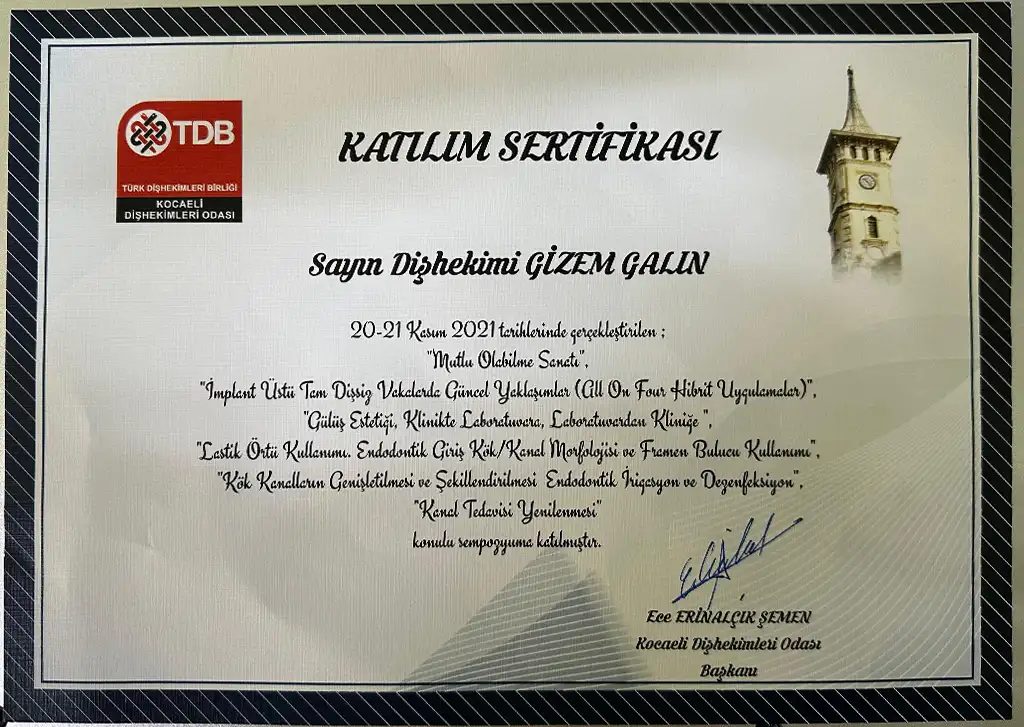 TDB
TÜRK DİŞHEKİMLERİ BİRLİĞİ
KOCAELİ
DİŞHEKİMLERİ ODASI
KATILIM SERTİFİKASI
Sayın Dişhekimi GİZEM GALIN
20-21 Kasım 2021 tarihlerinde gerçekleştirilen ;
"Mutlu Olabilme Sanatı",
"İmplant Üstü Tam Dişsiz Vakalarda Güncel Yaklaşımlar (All On Four Hibrit Uygulamalar)",
"Gülüş Estetiği, Klinikte Laboratuvara, Laboratuvardan Kliniğe ",
"Lastik Örtü Kullanımı. Endodontik Giriş Kök/Kanal Morfolojisi ve Framen Bulucu Kullanımı",
"Kök Kanalların Genişletilmesi ve Şekillendirilmesi Endodontik İrigasyon ve Dezenfeksiyon",
"Kanal Tedavisi Yenilenmesi"
konulu sempozyuma katılmıştır.
Ece ERİNALÇIK ŞEMEN
Kocaeli Dişhekimleri Odası
Başkanı